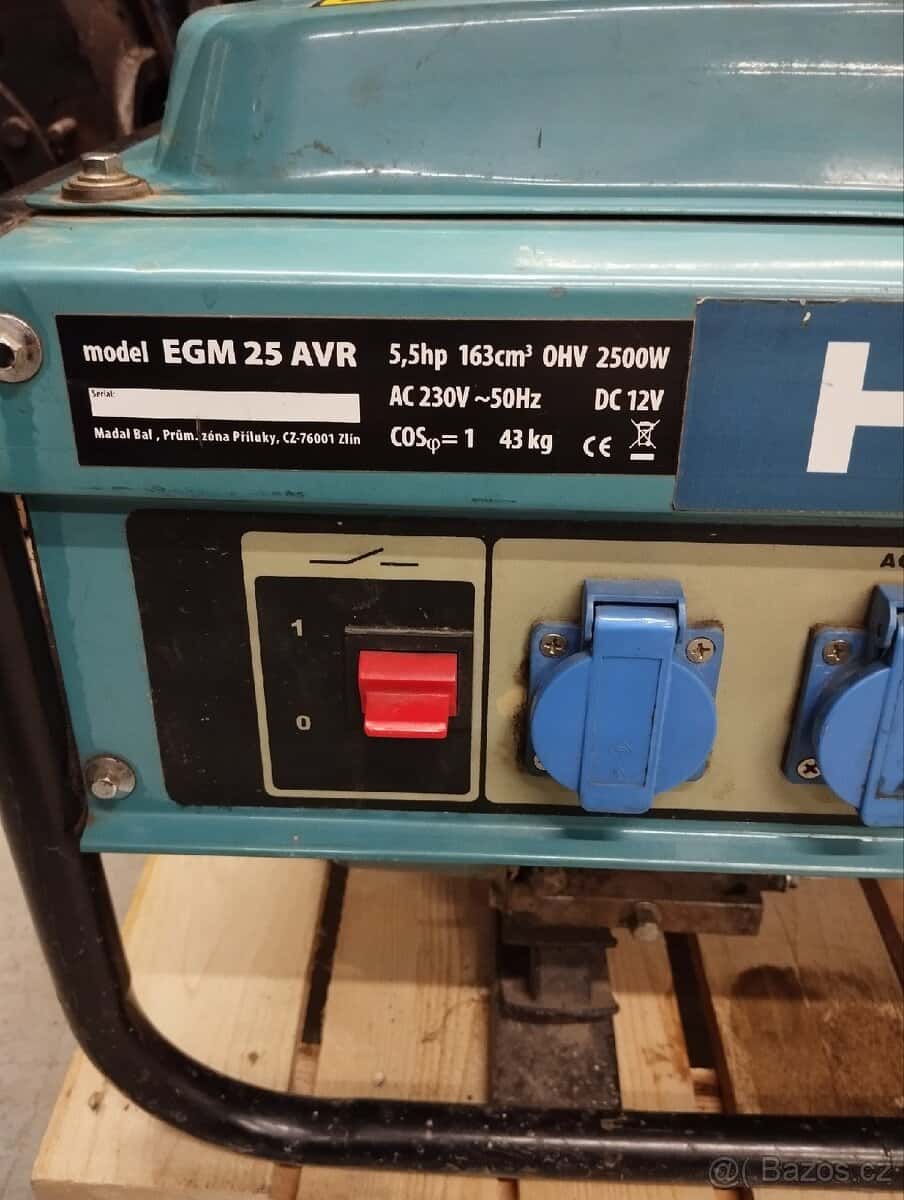 model EGM 25 AVR 5,5hp 163cm³ OHV 2500W
Serial: AC 230V ~50Hz DC 12V
Madal Bal , Prům. zóna Příluky, CZ-76001 Zlín COSφ= 1 43 kg CE
H
AC
1
0
@( Bazos.cz